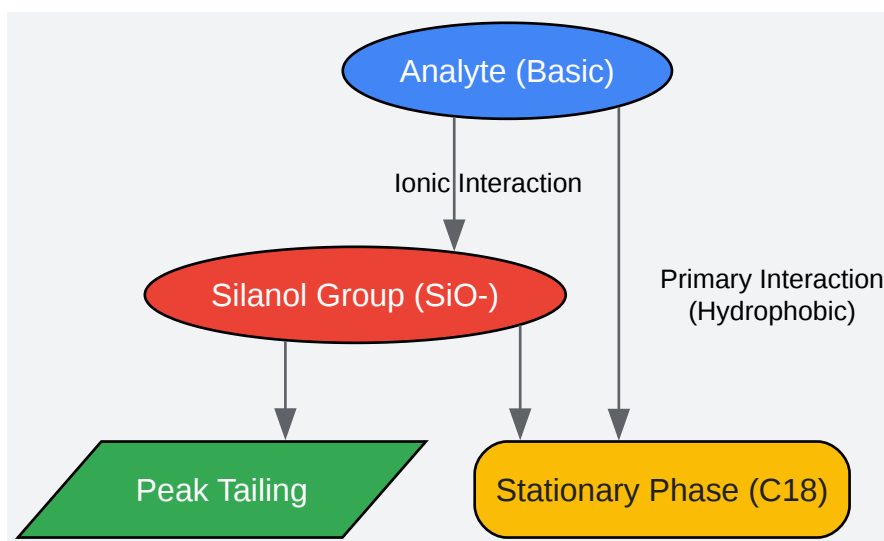 Analyte (Basic)
Ionic Interaction
Silanol Group (SiO-)
Primary Interaction
(Hydrophobic)
Peak Tailing
Stationary Phase (C18)